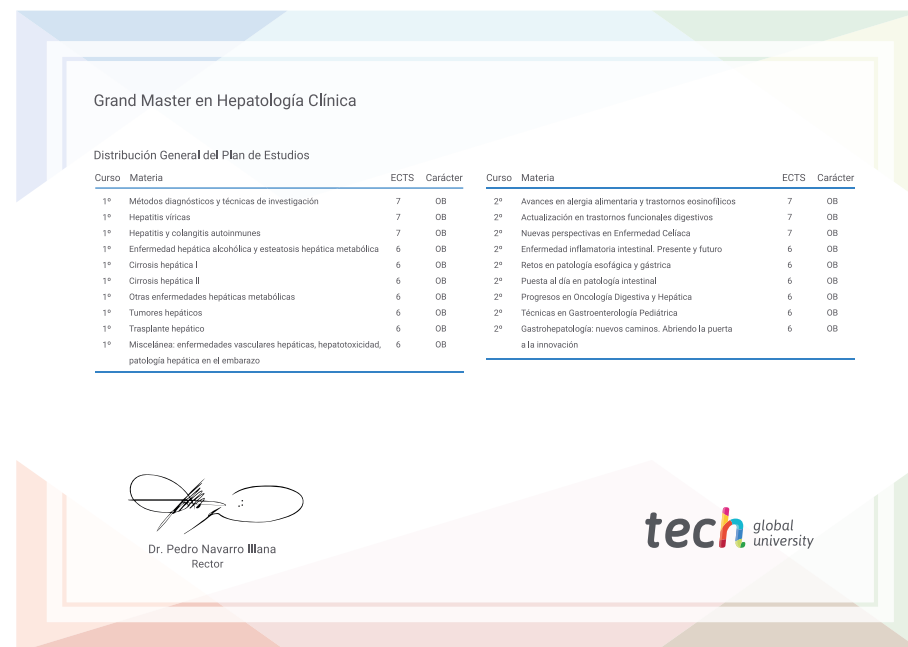 Grand Master en Hepatología Clínica
Distribución General del Plan de Estudios
Curso Materia ECTS Carácter
1º Métodos diagnósticos y técnicas de investigación 7 OB
1º Hepatitis víricas 7 OB
1º Hepatitis y colangitis autoinmunes 7 OB
1º Enfermedad hepática alcohólica y esteatosis hepática metabólica 6 OB
1º Cirrosis hepática I 6 OB
1º Cirrosis hepática II 6 OB
1º Otras enfermedades hepáticas metabólicas 6 OB
1º Tumores hepáticos 6 OB
1º Trasplante hepático 6 OB
1º Miscelánea: enfermedades vasculares hepáticas, hepatotoxicidad, 6 OB
patología hepática en el embarazo
Curso Materia ECTS Carácter
2º Avances en alergia alimentaria y trastornos eosinofílicos 7 OB
2º Actualización en trastornos funcionales digestivos 7 OB
2º Nuevas perspectivas en Enfermedad Celíaca 7 OB
2º Enfermedad inflamatoria intestinal. Presente y futuro 6 OB
2º Retos en patología esofágica y gástrica 6 OB
2º Puesta al día en patología intestinal 6 OB
2º Progresos en Oncología Digestiva y Hepática 6 OB
2º Técnicas en Gastroenterología Pediátrica 6 OB
2º Gastrohepatología: nuevos caminos. Abriendo la puerta 6 OB
a la innovación
Dr. Pedro Navarro Illana
Rector
tech global
university